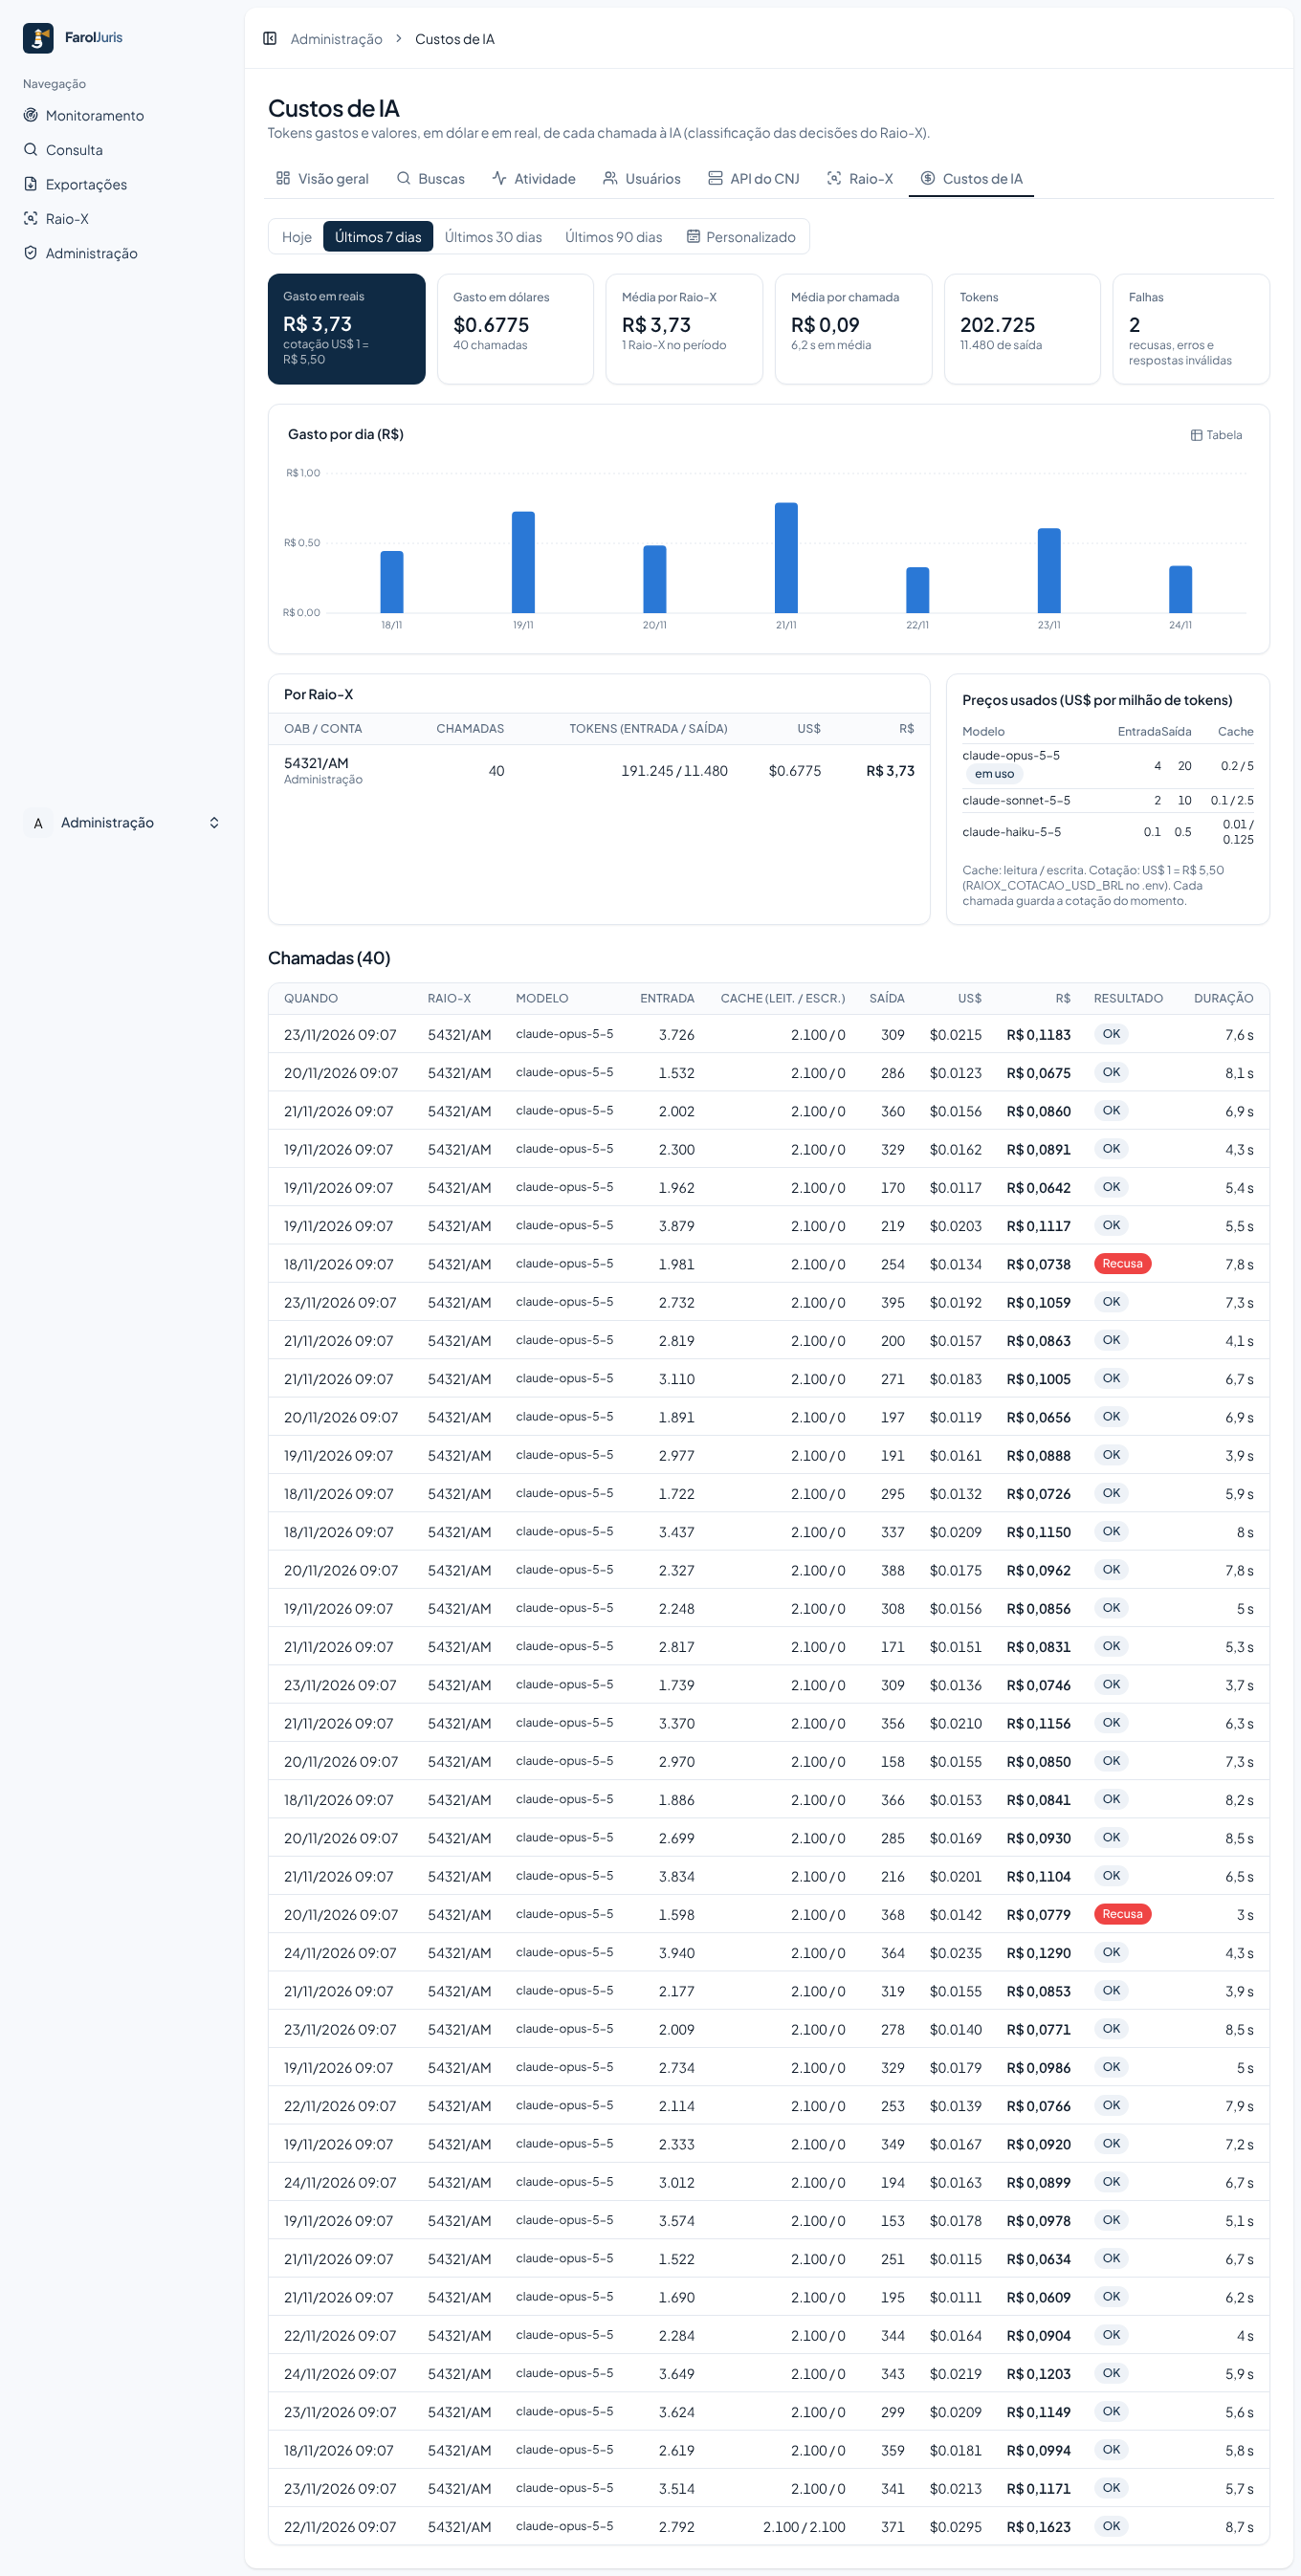 FarolJuris
Navegação
Monitoramento
Consulta
Exportações
Raio-X
Administração
A Administração
Administração > Custos de IA
Custos de IA
Tokens gastos e valores, em dólar e em real, de cada chamada à IA (classificação das decisões do Raio-X).
Visão geral Buscas Atividade Usuários API do CNJ Raio-X Custos de IA
Hoje Últimos 7 dias Últimos 30 dias Últimos 90 dias Personalizado
Gasto em reais
R$ 3,73
cotação US$ 1 =
R$ 5,50
Gasto em dólares
$0.6775
40 chamadas
Média por Raio-X
R$ 3,73
1 Raio-X no período
Média por chamada
R$ 0,09
6,2 s em média
Tokens
202.725
11.480 de saída
Falhas
2
recusas, erros e
respostas inválidas
Gasto por dia (R$) Tabela
R$ 1,00
R$ 0,50
R$ 0,00
18/11 19/11 20/11 21/11 22/11 23/11 24/11
Por Raio-X
OAB / CONTA CHAMADAS TOKENS (ENTRADA / SAÍDA) US$ R$
54321/AM 40 191.245 / 11.480 $0.6775 R$ 3,73
Administração
Preços usados (US$ por milhão de tokens)
Modelo Entrada Saída Cache
claude-opus-5-5 em uso 4 20 0.2 / 5
claude-sonnet-5-5 2 10 0.1 / 2.5
claude-haiku-5-5 0.1 0.5 0.01 / 0.125
Cache: leitura / escrita. Cotação: US$ 1 = R$ 5,50
(RAIOX_COTACAO_USD_BRL no .env). Cada
chamada guarda a cotação do momento.
Chamadas (40)
QUANDO RAIO-X MODELO ENTRADA CACHE (LEIT. / ESCR.) SAÍDA US$ R$ RESULTADO DURAÇÃO
23/11/2026 09:07 54321/AM claude-opus-5-5 3.726 2.100 / 0 309 $0.0215 R$ 0,1183 OK 7,6 s
20/11/2026 09:07 54321/AM claude-opus-5-5 1.532 2.100 / 0 286 $0.0123 R$ 0,0675 OK 8,1 s
21/11/2026 09:07 54321/AM claude-opus-5-5 2.002 2.100 / 0 360 $0.0156 R$ 0,0860 OK 6,9 s
19/11/2026 09:07 54321/AM claude-opus-5-5 2.300 2.100 / 0 329 $0.0162 R$ 0,0891 OK 4,3 s
19/11/2026 09:07 54321/AM claude-opus-5-5 1.962 2.100 / 0 170 $0.0117 R$ 0,0642 OK 5,4 s
19/11/2026 09:07 54321/AM claude-opus-5-5 3.879 2.100 / 0 219 $0.0203 R$ 0,1117 OK 5,5 s
18/11/2026 09:07 54321/AM claude-opus-5-5 1.981 2.100 / 0 254 $0.0134 R$ 0,0738 Recusa 7,8 s
23/11/2026 09:07 54321/AM claude-opus-5-5 2.732 2.100 / 0 395 $0.0192 R$ 0,1059 OK 7,3 s
21/11/2026 09:07 54321/AM claude-opus-5-5 2.819 2.100 / 0 200 $0.0157 R$ 0,0863 OK 4,1 s
21/11/2026 09:07 54321/AM claude-opus-5-5 3.110 2.100 / 0 271 $0.0183 R$ 0,1005 OK 6,7 s
20/11/2026 09:07 54321/AM claude-opus-5-5 1.891 2.100 / 0 197 $0.0119 R$ 0,0656 OK 6,9 s
19/11/2026 09:07 54321/AM claude-opus-5-5 2.977 2.100 / 0 191 $0.0161 R$ 0,0888 OK 3,9 s
18/11/2026 09:07 54321/AM claude-opus-5-5 1.722 2.100 / 0 295 $0.0132 R$ 0,0726 OK 5,9 s
18/11/2026 09:07 54321/AM claude-opus-5-5 3.437 2.100 / 0 337 $0.0209 R$ 0,1150 OK 8 s
20/11/2026 09:07 54321/AM claude-opus-5-5 2.327 2.100 / 0 388 $0.0175 R$ 0,0962 OK 7,8 s
19/11/2026 09:07 54321/AM claude-opus-5-5 2.248 2.100 / 0 308 $0.0156 R$ 0,0856 OK 5 s
21/11/2026 09:07 54321/AM claude-opus-5-5 2.817 2.100 / 0 171 $0.0151 R$ 0,0831 OK 5,3 s
23/11/2026 09:07 54321/AM claude-opus-5-5 1.739 2.100 / 0 309 $0.0136 R$ 0,0746 OK 3,7 s
21/11/2026 09:07 54321/AM claude-opus-5-5 3.370 2.100 / 0 356 $0.0210 R$ 0,1156 OK 6,3 s
20/11/2026 09:07 54321/AM claude-opus-5-5 2.970 2.100 / 0 158 $0.0155 R$ 0,0850 OK 7,3 s
18/11/2026 09:07 54321/AM claude-opus-5-5 1.886 2.100 / 0 366 $0.0153 R$ 0,0841 OK 8,2 s
20/11/2026 09:07 54321/AM claude-opus-5-5 2.699 2.100 / 0 285 $0.0169 R$ 0,0930 OK 8,5 s
21/11/2026 09:07 54321/AM claude-opus-5-5 3.834 2.100 / 0 216 $0.0201 R$ 0,1104 OK 6,5 s
20/11/2026 09:07 54321/AM claude-opus-5-5 1.598 2.100 / 0 368 $0.0142 R$ 0,0779 Recusa 3 s
24/11/2026 09:07 54321/AM claude-opus-5-5 3.940 2.100 / 0 364 $0.0235 R$ 0,1290 OK 4,3 s
21/11/2026 09:07 54321/AM claude-opus-5-5 2.177 2.100 / 0 319 $0.0155 R$ 0,0853 OK 3,9 s
23/11/2026 09:07 54321/AM claude-opus-5-5 2.009 2.100 / 0 278 $0.0140 R$ 0,0771 OK 8,5 s
19/11/2026 09:07 54321/AM claude-opus-5-5 2.734 2.100 / 0 329 $0.0179 R$ 0,0986 OK 5 s
22/11/2026 09:07 54321/AM claude-opus-5-5 2.114 2.100 / 0 253 $0.0139 R$ 0,0766 OK 7,9 s
19/11/2026 09:07 54321/AM claude-opus-5-5 2.333 2.100 / 0 349 $0.0167 R$ 0,0920 OK 7,2 s
24/11/2026 09:07 54321/AM claude-opus-5-5 3.012 2.100 / 0 194 $0.0163 R$ 0,0899 OK 6,7 s
19/11/2026 09:07 54321/AM claude-opus-5-5 3.574 2.100 / 0 153 $0.0178 R$ 0,0978 OK 5,1 s
21/11/2026 09:07 54321/AM claude-opus-5-5 1.522 2.100 / 0 251 $0.0115 R$ 0,0634 OK 6,7 s
21/11/2026 09:07 54321/AM claude-opus-5-5 1.690 2.100 / 0 195 $0.0111 R$ 0,0609 OK 6,2 s
22/11/2026 09:07 54321/AM claude-opus-5-5 2.284 2.100 / 0 344 $0.0164 R$ 0,0904 OK 4 s
24/11/2026 09:07 54321/AM claude-opus-5-5 3.649 2.100 / 0 343 $0.0219 R$ 0,1203 OK 5,9 s
23/11/2026 09:07 54321/AM claude-opus-5-5 3.624 2.100 / 0 299 $0.0209 R$ 0,1149 OK 5,6 s
18/11/2026 09:07 54321/AM claude-opus-5-5 2.619 2.100 / 0 359 $0.0181 R$ 0,0994 OK 5,8 s
23/11/2026 09:07 54321/AM claude-opus-5-5 3.514 2.100 / 0 341 $0.0213 R$ 0,1171 OK 5,7 s
22/11/2026 09:07 54321/AM claude-opus-5-5 2.792 2.100 / 2.100 371 $0.0295 R$ 0,1623 OK 8,7 s